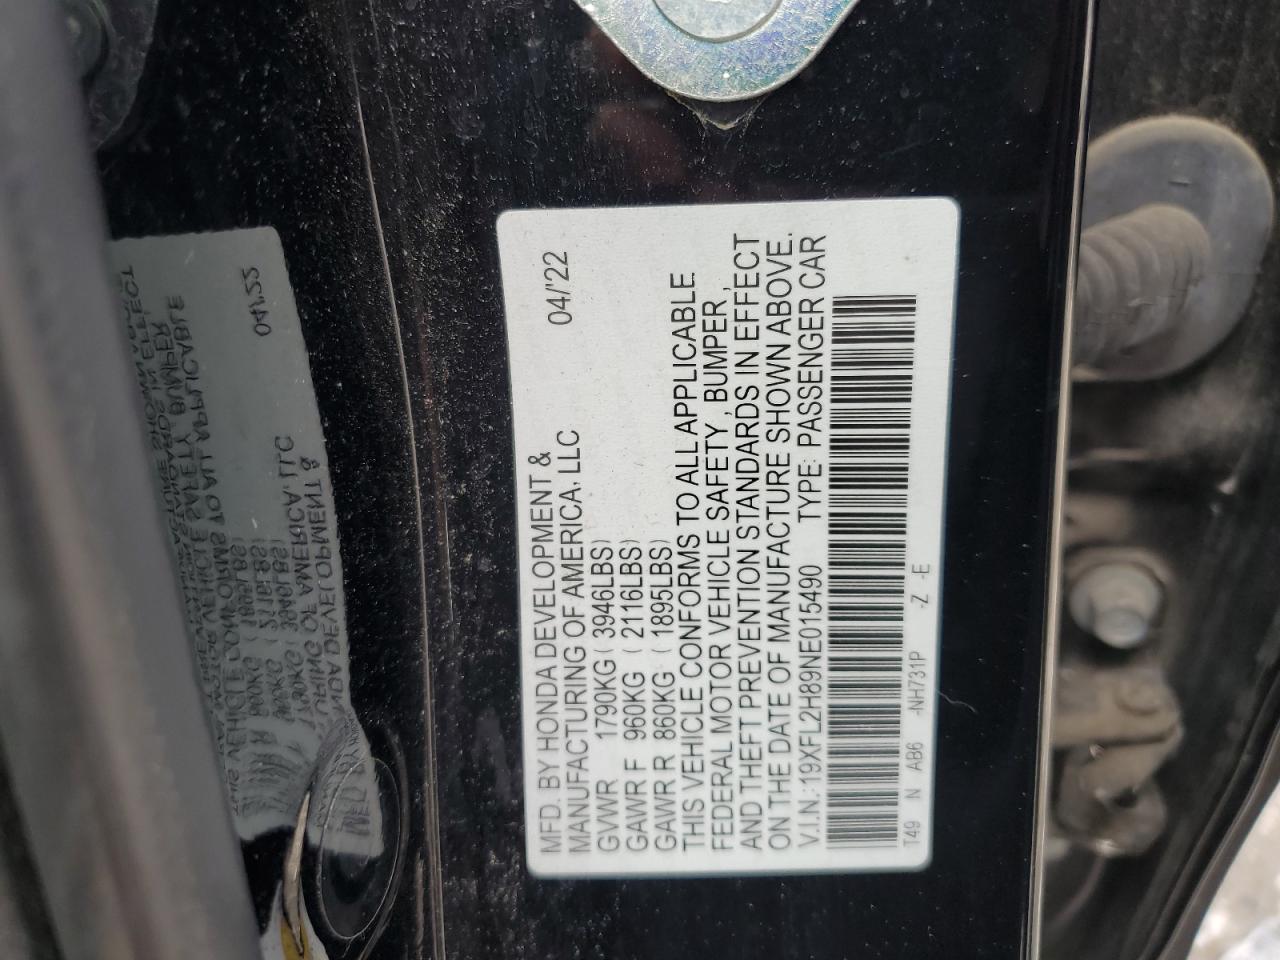 MFD. BY HONDA DEVELOPMENT &
MANUFACTURING OF AMERICA, LLC 04/'22
GVWR 1790KG ( 3946LBS)
GAWR F 960KG ( 2116LBS)
GAWR R 860KG ( 1895LBS)
THIS VEHICLE CONFORMS TO ALL APPLICABLE
FEDERAL MOTOR VEHICLE SAFETY, BUMPER,
AND THEFT PREVENTION STANDARDS IN EFFECT
ON THE DATE OF MANUFACTURE SHOWN ABOVE.
V.I.N.:19XFL2H89NE015490 TYPE: PASSENGER CAR
T49 N AB6 -NH731P -Z -E